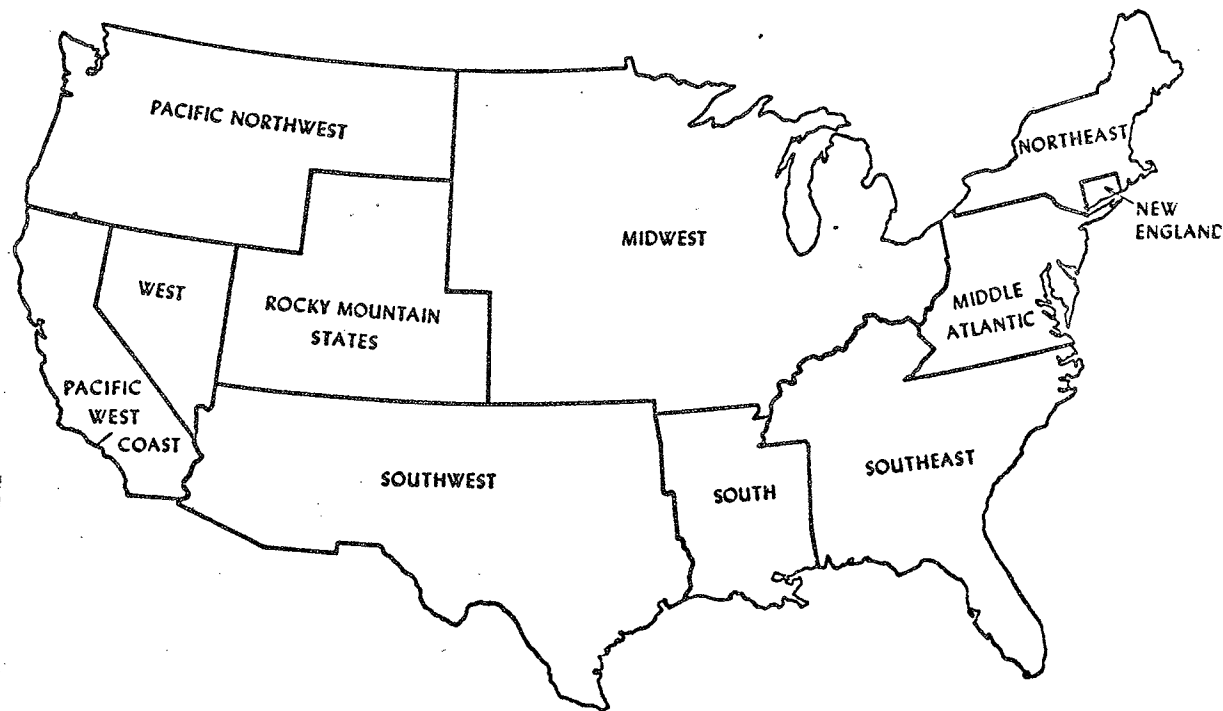 PACIFIC NORTHWEST
NORTHEAST
NEW
ENGLAND
MIDWEST
WEST
ROCKY MOUNTAIN
STATES
MIDDLE
ATLANTIC
PACIFIC
WEST
COAST
SOUTHWEST
SOUTH
SOUTHEAST